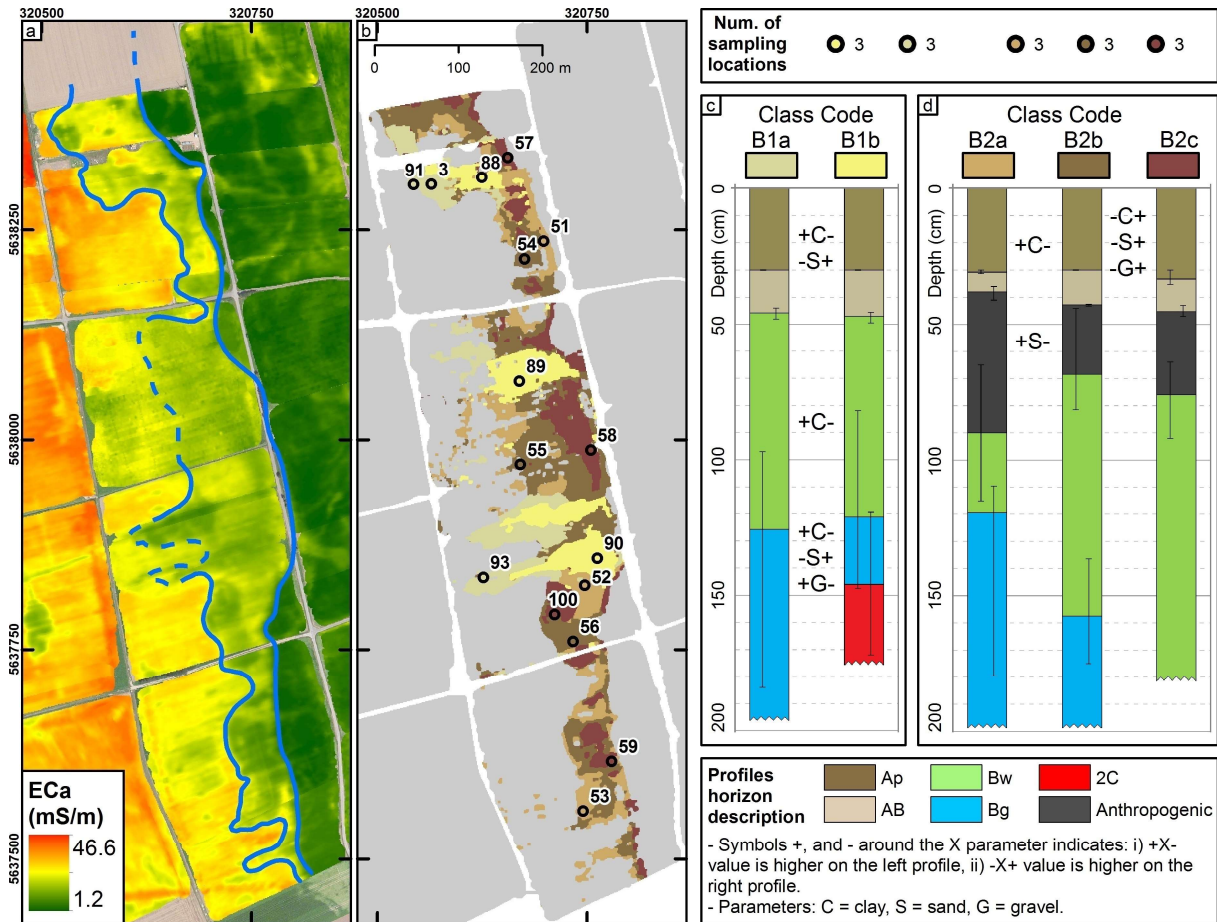 320500
320750
a
5638250
5638000
5637750
5637500
ECa
(mS/m)
46.6
1.2
320500
320750
b
0
100
200 m
57
91
3
88
51
54
89
58
55
90
93
52
100
56
59
53
Num. of
sampling
locations
3
3
3
3
3
c
Class Code
B1a
B1b
0
50
100
150
200
Depth (cm)
+C-
-S+
+C-
+C-
-S+
+G-
d
Class Code
B2a
B2b
B2c
0
50
100
150
200
Depth (cm)
+C-
+S-
-C+
-S+
-G+
Profiles
horizon
description
Ap
Bw
2C
AB
Bg
Anthropogenic
- Symbols +, and - around the X parameter indicates: i) +X-
value is higher on the left profile, ii) -X+ value is higher on the
right profile.
- Parameters: C = clay, S = sand, G = gravel.